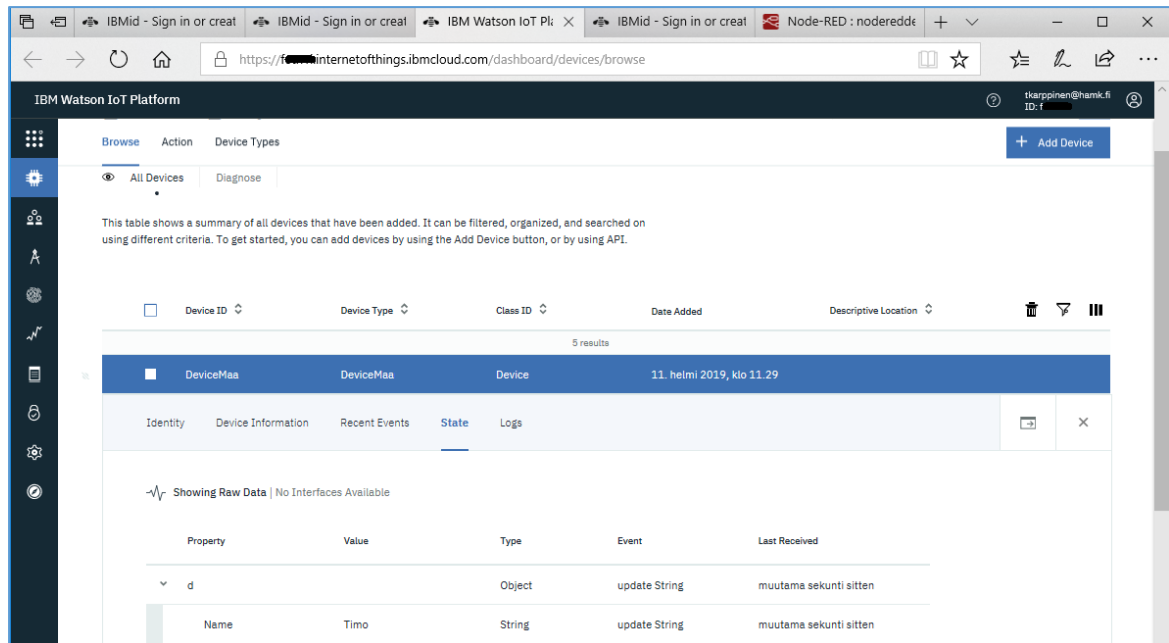 IBMid - Sign in or creat IBMid - Sign in or creat IBM Watson IoT Pla IBMid - Sign in or creat Node-RED : noderedde
https://internetofthings.ibmcloud.com/dashboard/devices/browse
IBM Watson IoT Platform
tkarppinen@hamk.fi
ID: f
Browse Action Device Types
+ Add Device
All Devices Diagnose
This table shows a summary of all devices that have been added. It can be filtered, organized, and searched on
using different criteria. To get started, you can add devices by using the Add Device button, or by using API.
Device ID Device Type Class ID Date Added Descriptive Location
5 results
DeviceMaa DeviceMaa Device 11. helmi 2019, klo 11.29
Identity Device Information Recent Events State Logs
Showing Raw Data | No Interfaces Available
Property Value Type Event Last Received
d Object update String muutama sekunti sitten
Name Timo String update String muutama sekunti sitten